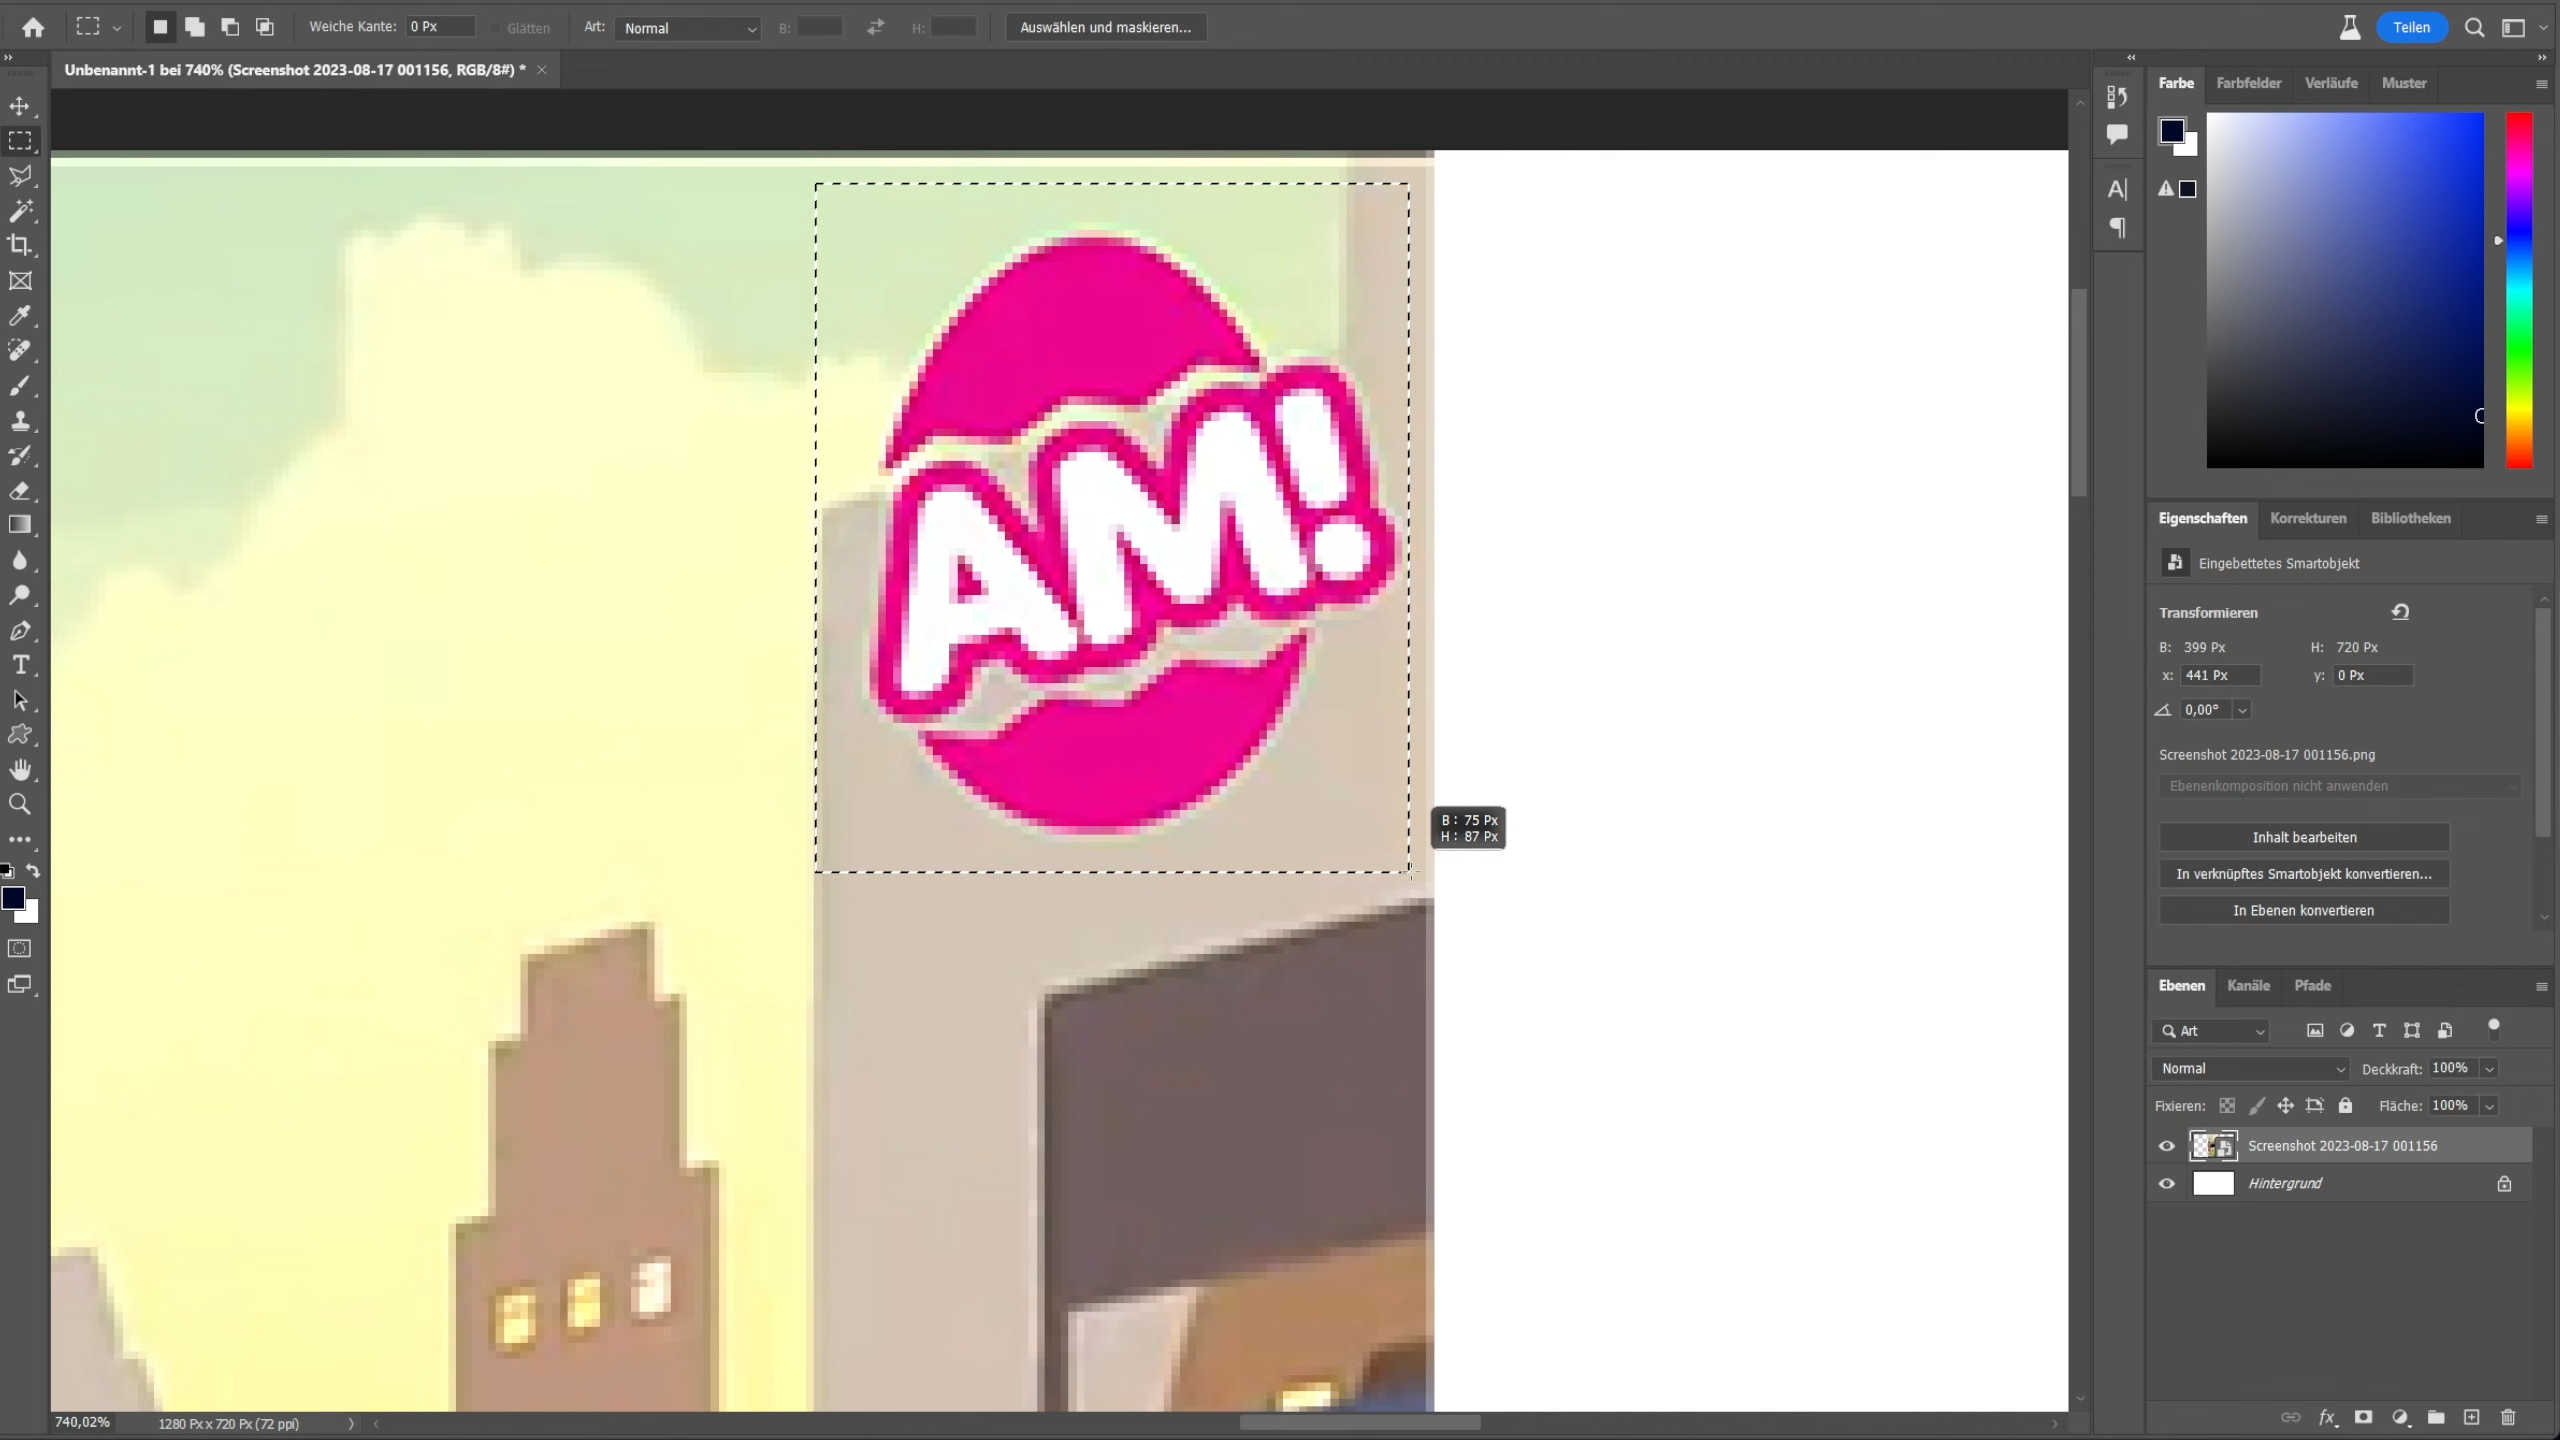 Weiche Kante: 0 Px Glätten Art: Normal B: H: Auswählen und maskieren... Teilen
Unbenannt-1 bei 740% (Screenshot 2023-08-17 001156, RGB/8#) *
Farbe Farbfelder Verläufe Muster
AM!
B: 75 Px
H: 87 Px
Eigenschaften Korrekturen Bibliotheken
Eingebettetes Smartobjekt
Transformieren
B: 399 Px H: 720 Px
x: 441 Px y: 0 Px
0,00°
Screenshot 2023-08-17 001156.png
Ebenenkomposition nicht anwenden
Inhalt bearbeiten
In verknüpftes Smartobjekt konvertieren...
In Ebenen konvertieren
Ebenen Kanäle Pfade
Art
Normal Deckkraft: 100%
Fixieren: Fläche: 100%
Screenshot 2023-08-17 001156
Hintergrund
740,02% 1280 Px x 720 Px (72 ppi)